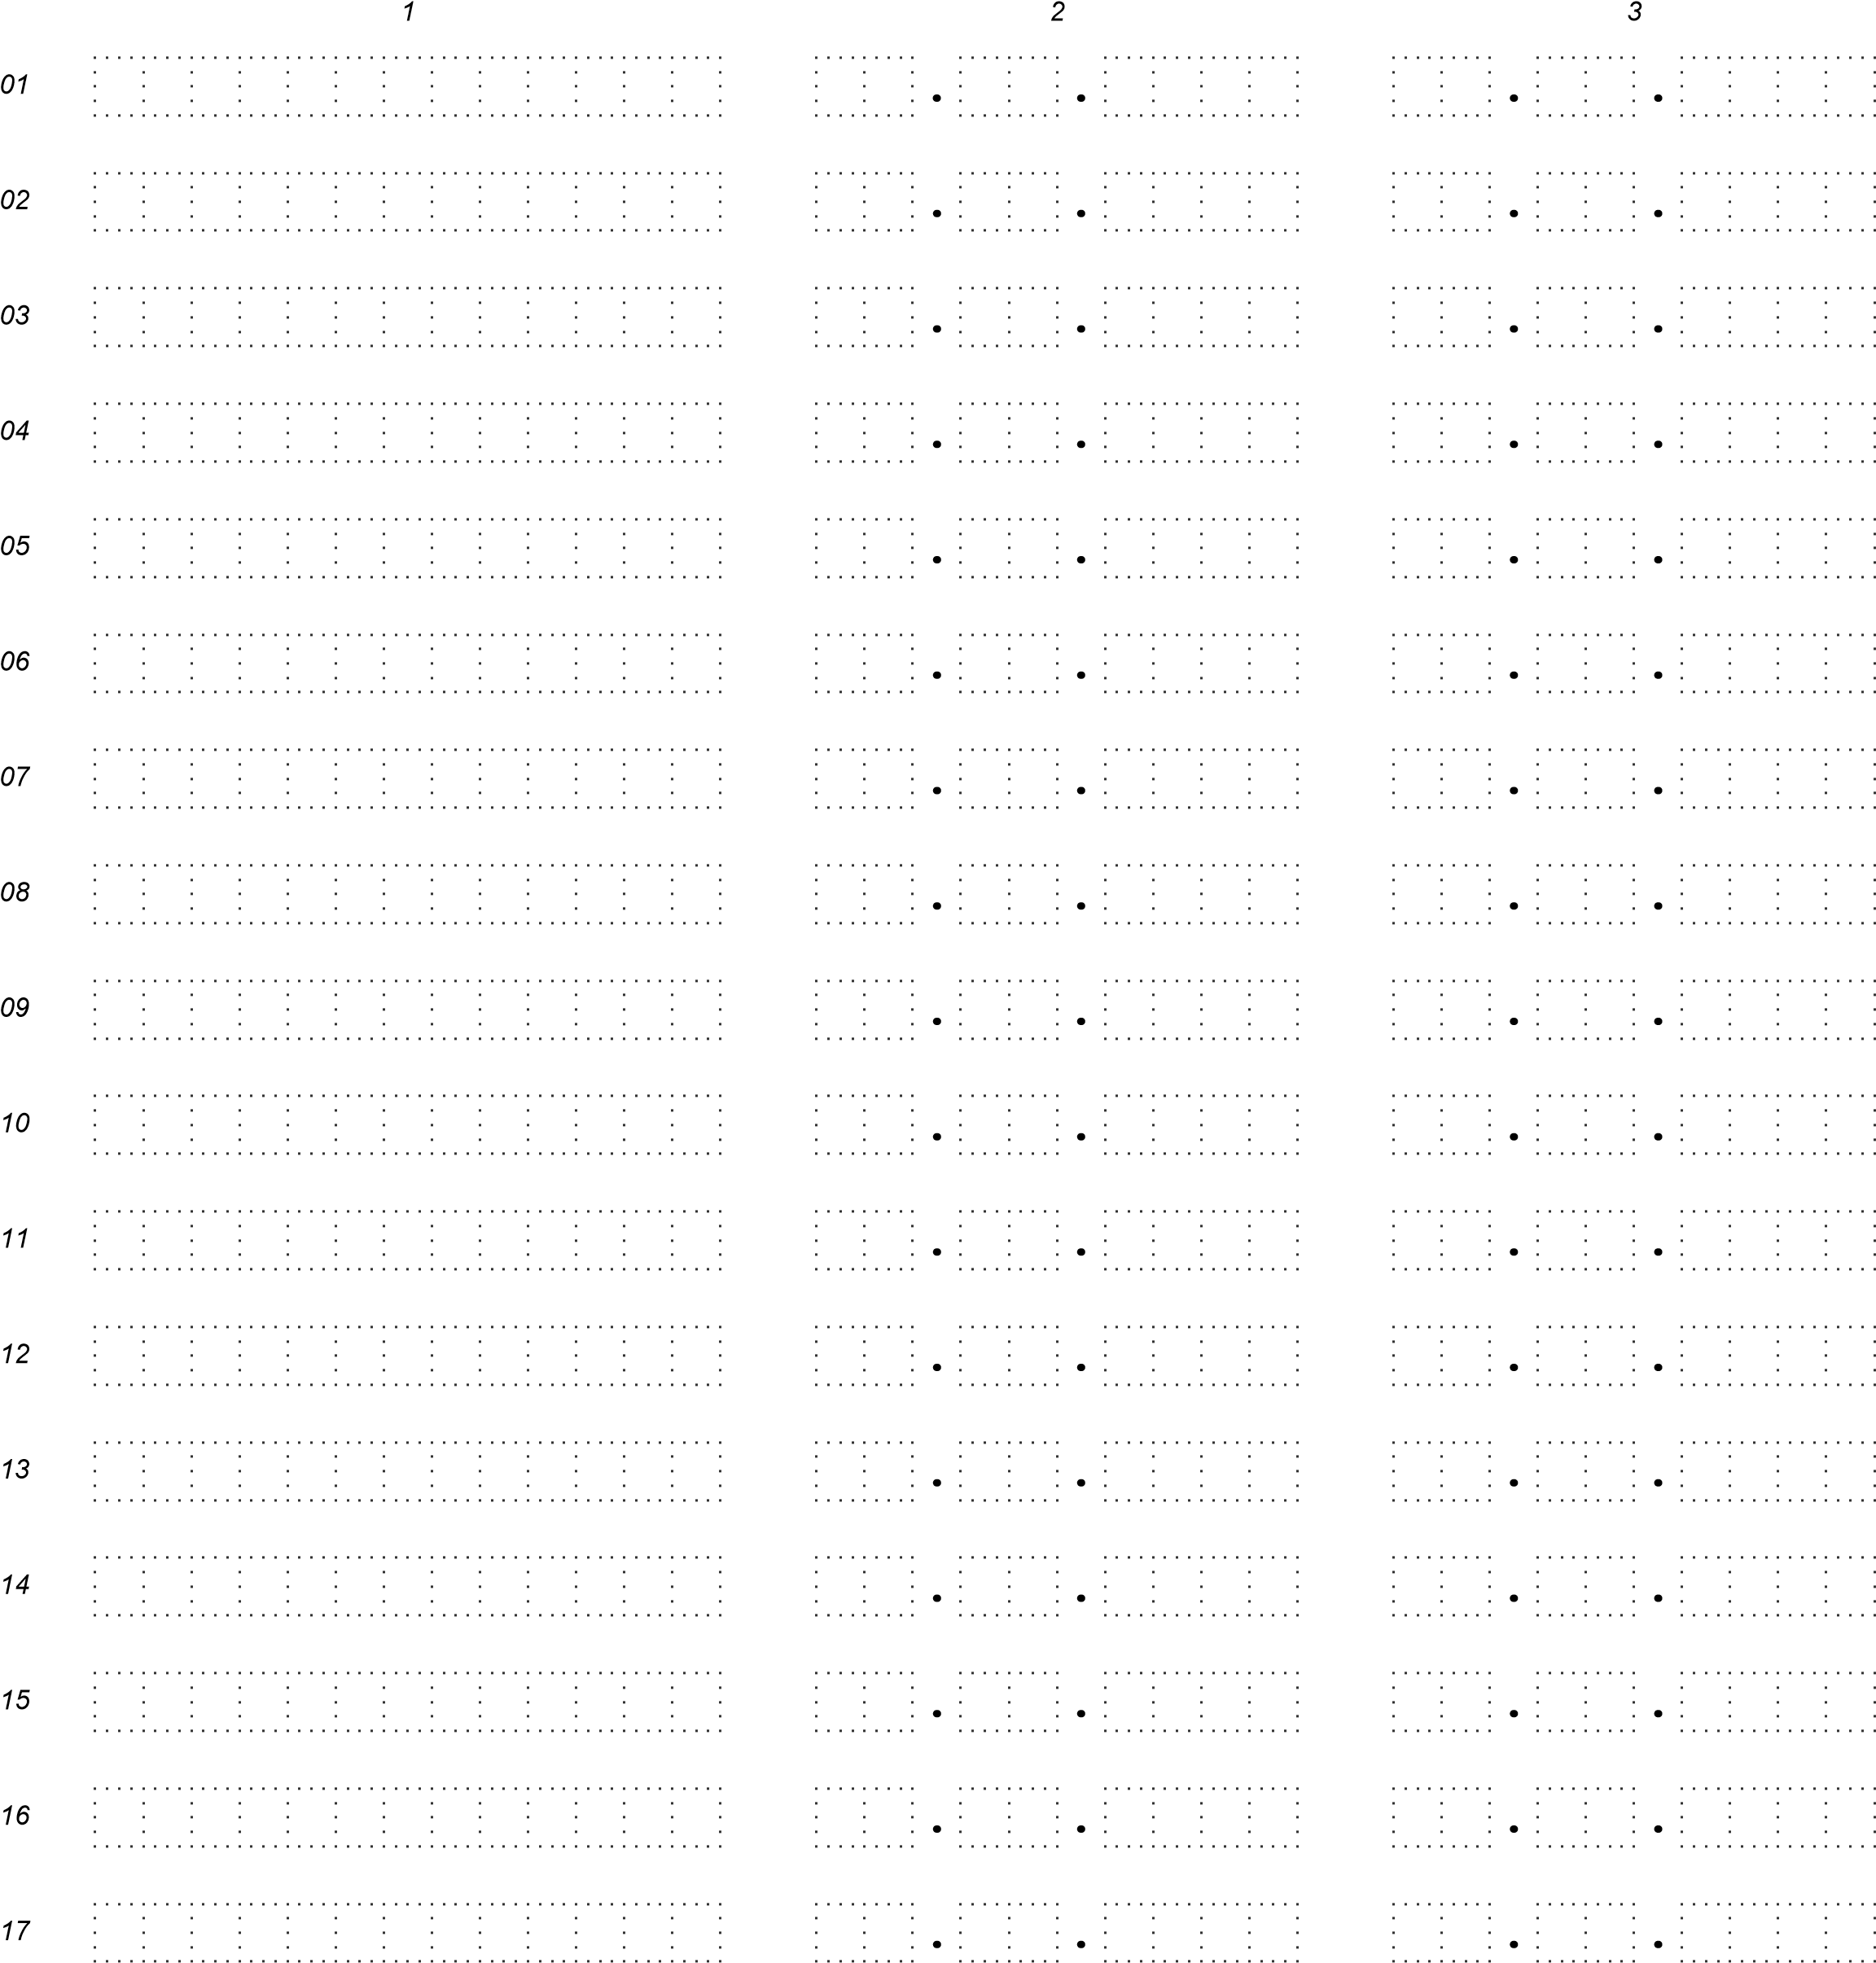 1 2 3
01 . . . .
02 . . . .
03 . . . .
04 . . . .
05 . . . .
06 . . . .
07 . . . .
08 . . . .
09 . . . .
10 . . . .
11 . . . .
12 . . . .
13 . . . .
14 . . . .
15 . . . .
16 . . . .
17 . . . .